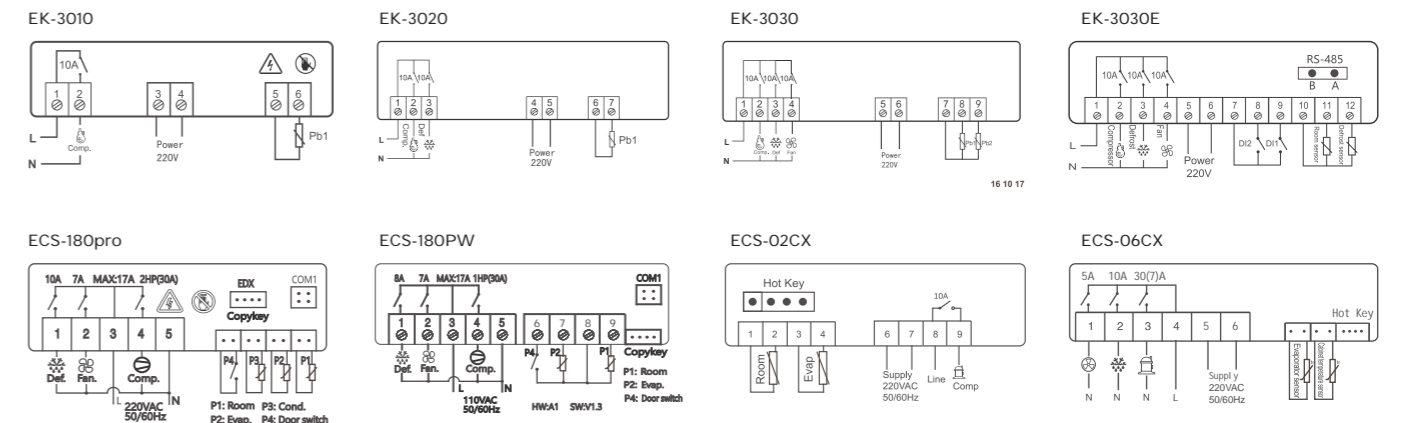 EK-3010
EK-3020
EK-3030
EK-3030E
10A
1 2 3 4 5 6
L
N
Comp.
Power
220V
Pb1
10A 10A
1 2 3 4 5 6 7
L
N
Comp.
Def
Power
220V
Pb1
10A 10A 10A
1 2 3 4 5 6 7 8 9
L
N
Comp. Def Fan
Power
220V
Pb1 Pb2
16 10 17
10A 10A 10A
RS-485
B A
1 2 3 4 5 6 7 8 9 10 11 12
L
N
Compressor
Defrost
Fan
Power
220V
DI2 DI1
Room sensor
Defrost sensor
ECS-180pro
ECS-180PW
ECS-02CX
ECS-06CX
10A 7A MAX:17A 2HP(30A)
EDX
COM1
Copykey
1 2 3 4 5
P4 P3 P2 P1
Def. Fan. Comp.
L
N
220VAC
50/60Hz
P1: Room P3: Cond.
P2: Evap. P4: Door switch
8A 7A MAX:17A 1HP(30A)
COM1
1 2 3 4 5 6 7 8 9
Copykey
Def. Fan. Comp.
P4 P2 P1
L
N
110VAC
50/60Hz
HW:A1 SW:V1.3
P1: Room
P2: Evap.
P4: Door switch
Hot Key
10A
1 2 3 4 6 7 8 9
Room
Evap
Supply
220VAC
50/60Hz
Line
Comp
5A 10A 30(7)A
Hot Key
1 2 3 4 5 6
N N N L
Supply
220VAC
50/60Hz
Evaporator sensor
Cabinet temperature sensor